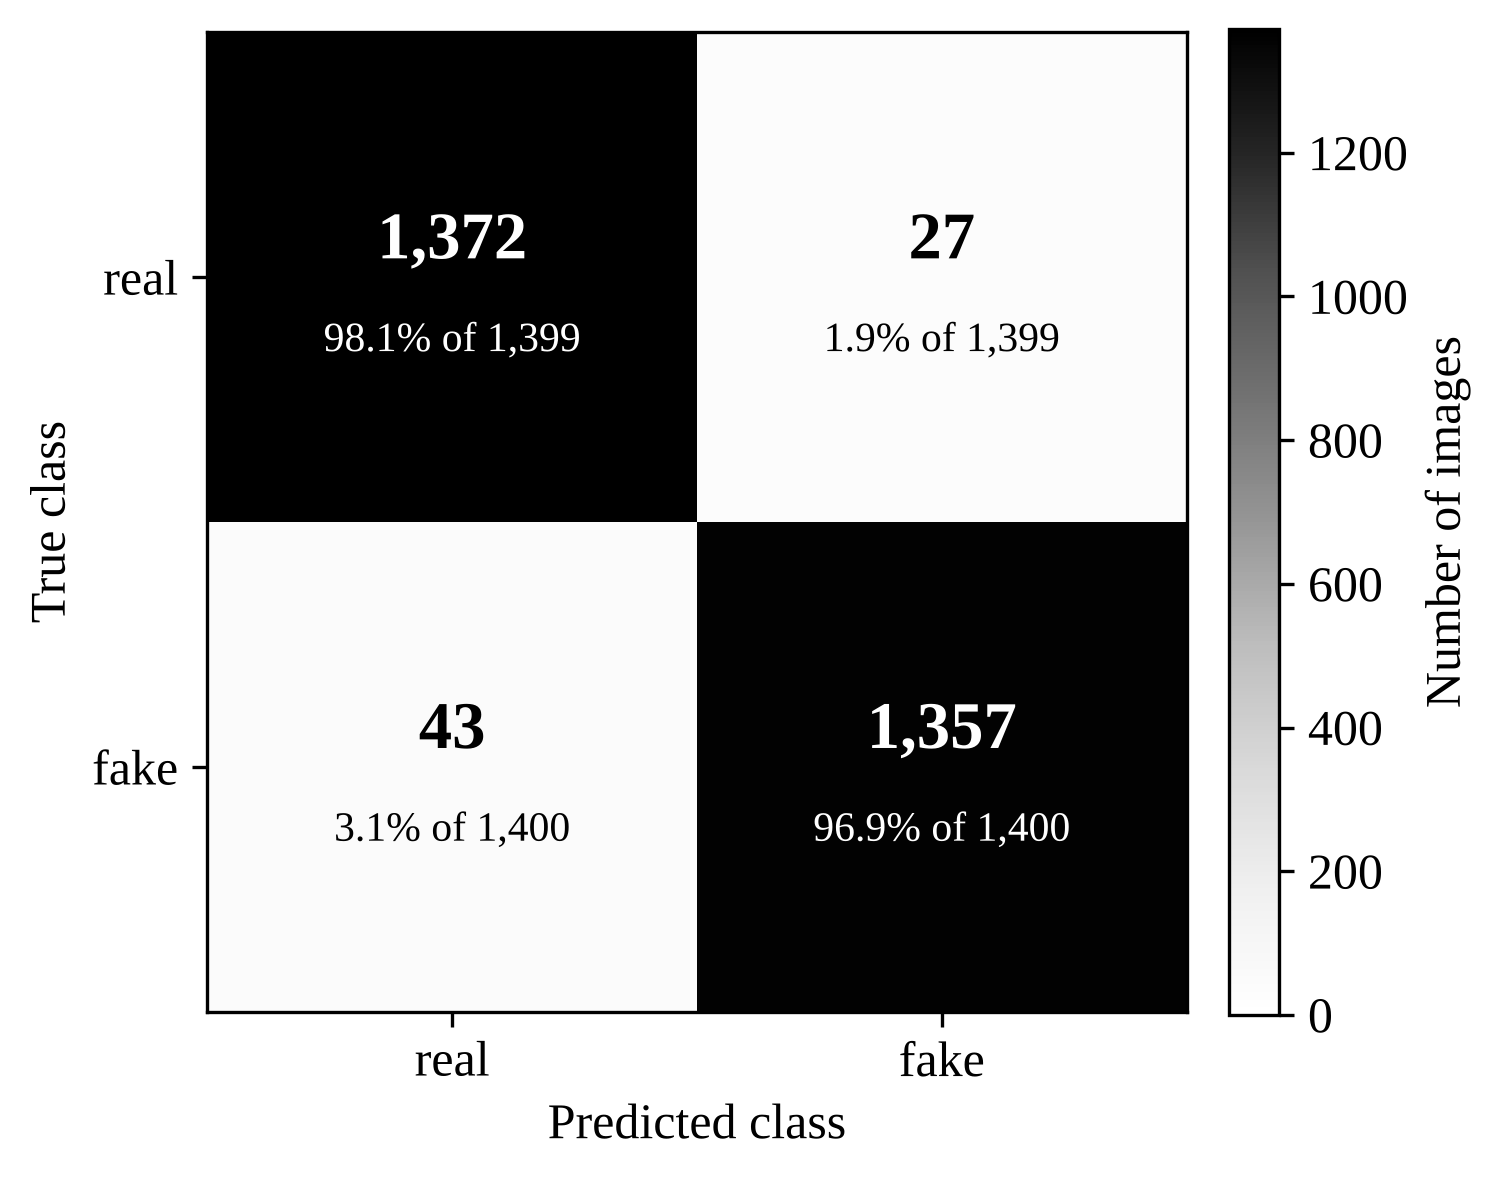 1,372
98.1% of 1,399
27
1.9% of 1,399
43
3.1% of 1,400
1,357
96.9% of 1,400
real
fake
True class
real
fake
Predicted class
1200
1000
800
600
400
200
0
Number of images